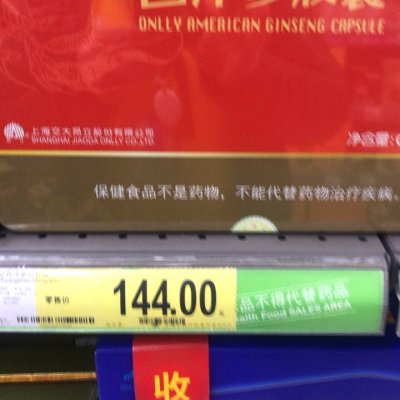 ONLLY AMERICAN GINSENG CAPSULE
上海交大昂立股份有限公司
SHANGHAI JIAODA ONLLY CO.,LTD.
净含量:
保健食品不是药物，不能代替药物治疗疾病。
零售价
144.00
元
品不得代替药品
alth Food SALES AREA
收